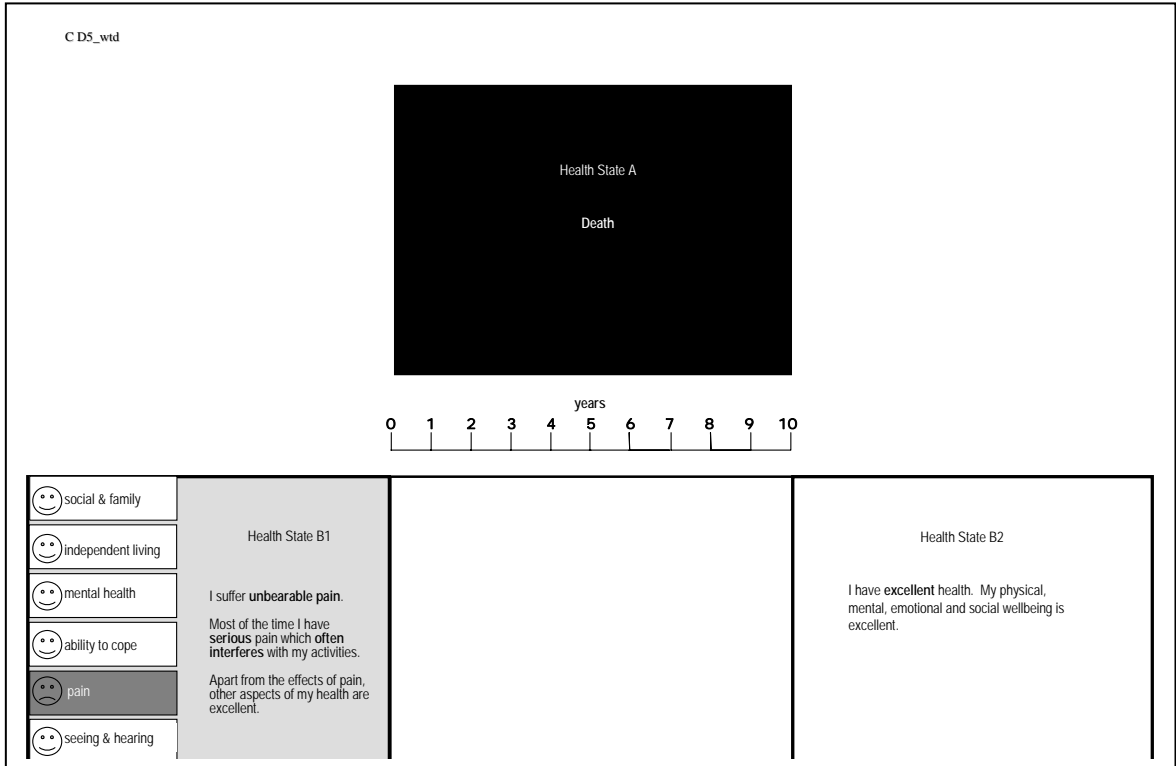 C D5_wtd
Health State A
Death
years
0 1 2 3 4 5 6 7 8 9 10
social & family
independent living
mental health
ability to cope
pain
seeing & hearing
Health State B1
I suffer unbearable pain.
Most of the time I have
serious pain which often
interferes with my activities.
Apart from the effects of pain,
other aspects of my health are
excellent.
Health State B2
I have excellent health. My physical,
mental, emotional and social wellbeing is
excellent.